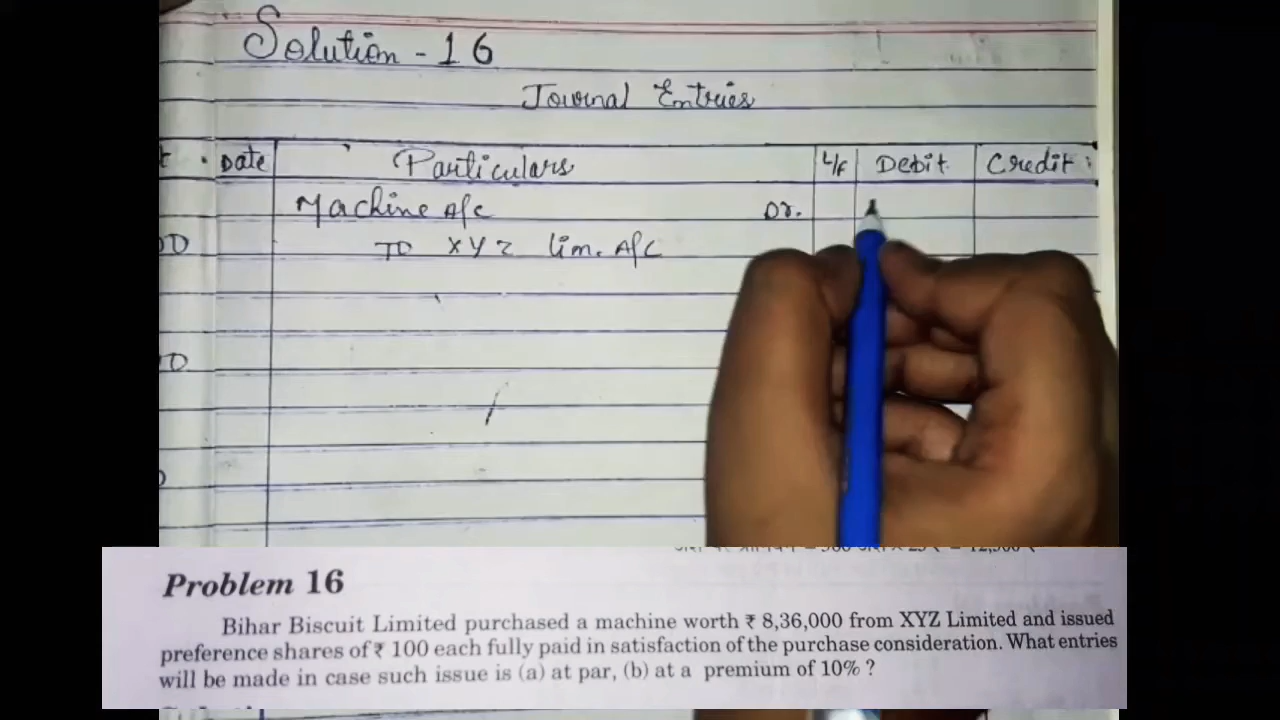 Solution - 16
Journal Entries
Date Particulars L/F Debit Credit
Machine A/c Dr.
TO XYZ lim. A/c
Problem 16
Bihar Biscuit Limited purchased a machine worth ₹ 8,36,000 from XYZ Limited and issued
preference shares of ₹ 100 each fully paid in satisfaction of the purchase consideration. What entries
will be made in case such issue is (a) at par, (b) at a premium of 10% ?